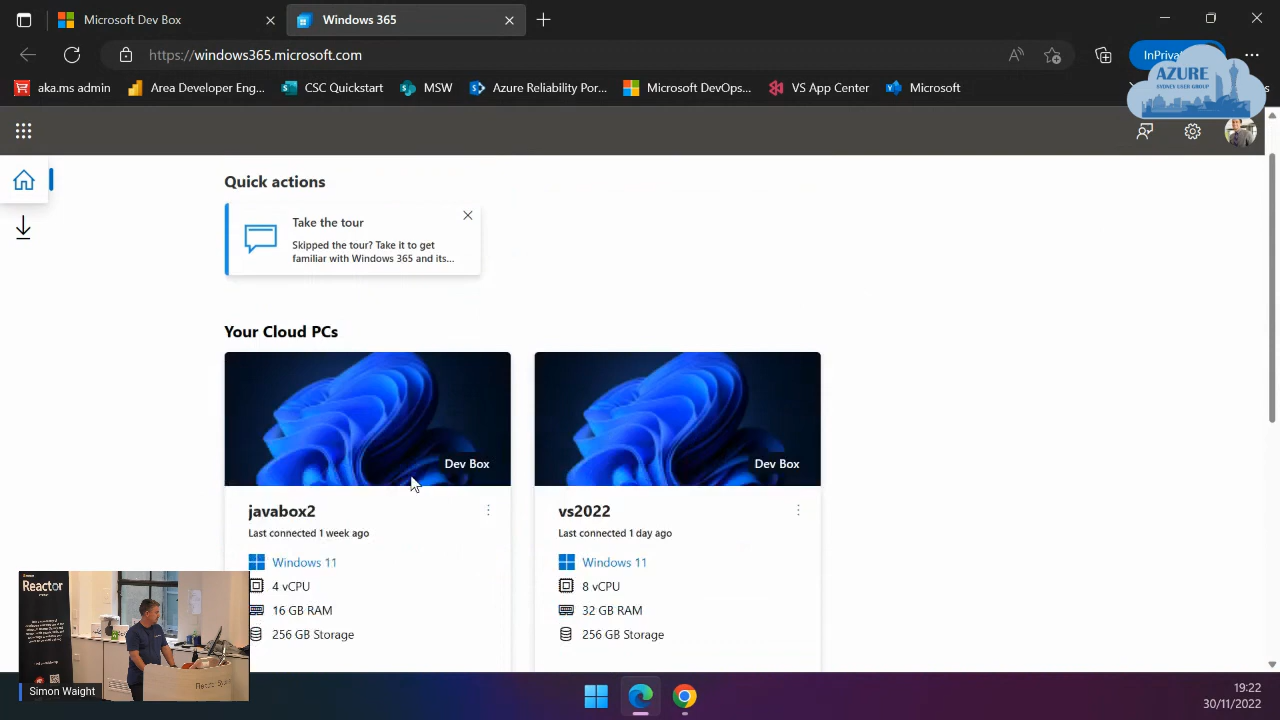 Microsoft Dev Box
Windows 365
https://windows365.microsoft.com
InPriva
aka.ms admin
Area Developer Eng...
CSC Quickstart
MSW
Azure Reliability Por...
Microsoft DevOps...
VS App Center
Microsoft
AZURE
SYDNEY USER GROUP
Quick actions
Take the tour
Skipped the tour? Take it to get
familiar with Windows 365 and its...
Your Cloud PCs
Dev Box
Dev Box
javabox2
Last connected 1 week ago
Windows 11
4 vCPU
16 GB RAM
256 GB Storage
vs2022
Last connected 1 day ago
Windows 11
8 vCPU
32 GB RAM
256 GB Storage
Reactor
Simon Waight
19:22
30/11/2022